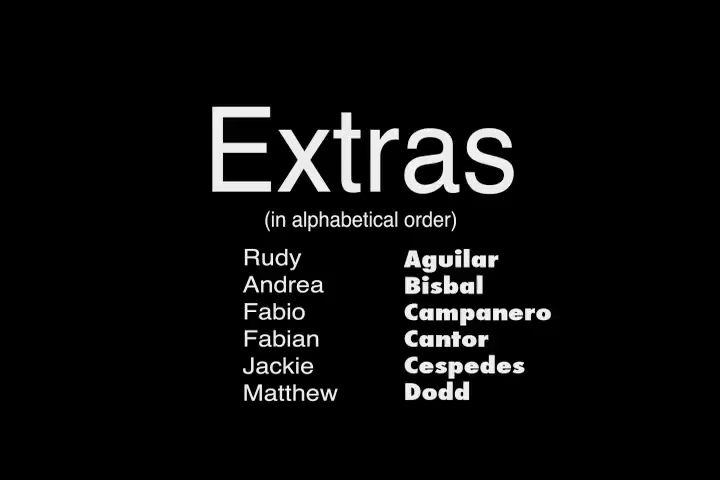 Extras
(in alphabetical order)
Rudy Aguilar
Andrea Bisbal
Fabio Campanero
Fabian Cantor
Jackie Cespedes
Matthew Dodd